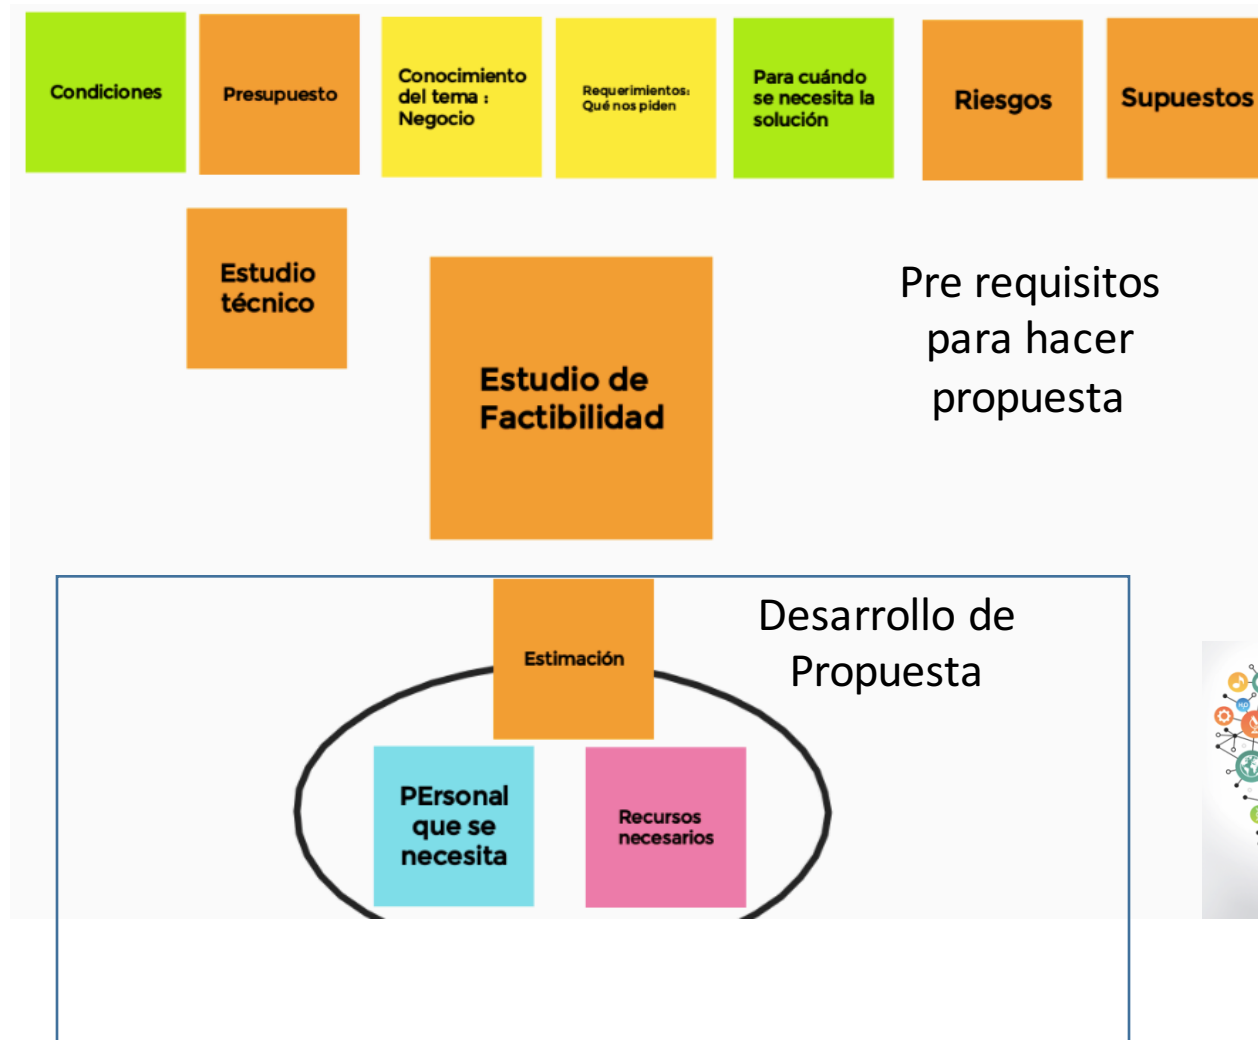 Condiciones
Presupuesto
Conocimiento
del tema :
Negocio
Requerimientos:
Qué nos piden
Para cuándo
se necesita la
solución
Riesgos
Supuestos
Estudio
técnico
Estudio de
Factibilidad
Pre requisitos
para hacer
propuesta
Estimación
Desarrollo de
Propuesta
PErsonal
que se
necesita
Recursos
necesarios
H₂O